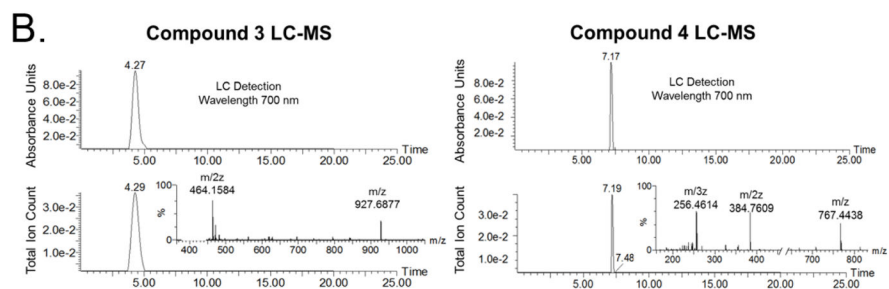 B.
Compound 3 LC-MS
Absorbance Units
8.0e-2
6.0e-2
4.0e-2
2.0e-2
4.27
LC Detection
Wavelength 700 nm
5.00 10.00 15.00 20.00 25.00
Time
Total Ion Count
3.0e-2
2.0e-2
1.0e-2
4.29
100
%
0
m/2z
464.1584
m/z
927.6877
400 500 600 700 800 900 1000
m/z
5.00 10.00 15.00 20.00 25.00
Time
Compound 4 LC-MS
Absorbance Units
8.0e-2
6.0e-2
4.0e-2
2.0e-2
7.17
LC Detection
Wavelength 700 nm
5.00 10.00 15.00 20.00 25.00
Time
Total Ion Count
3.0e-2
2.0e-2
1.0e-2
7.19
7.48
100
%
0
m/3z
256.4614
m/2z
384.7609
m/z
767.4438
200 300 400 700 800
m/z
5.00 10.00 15.00 20.00 25.00
Time